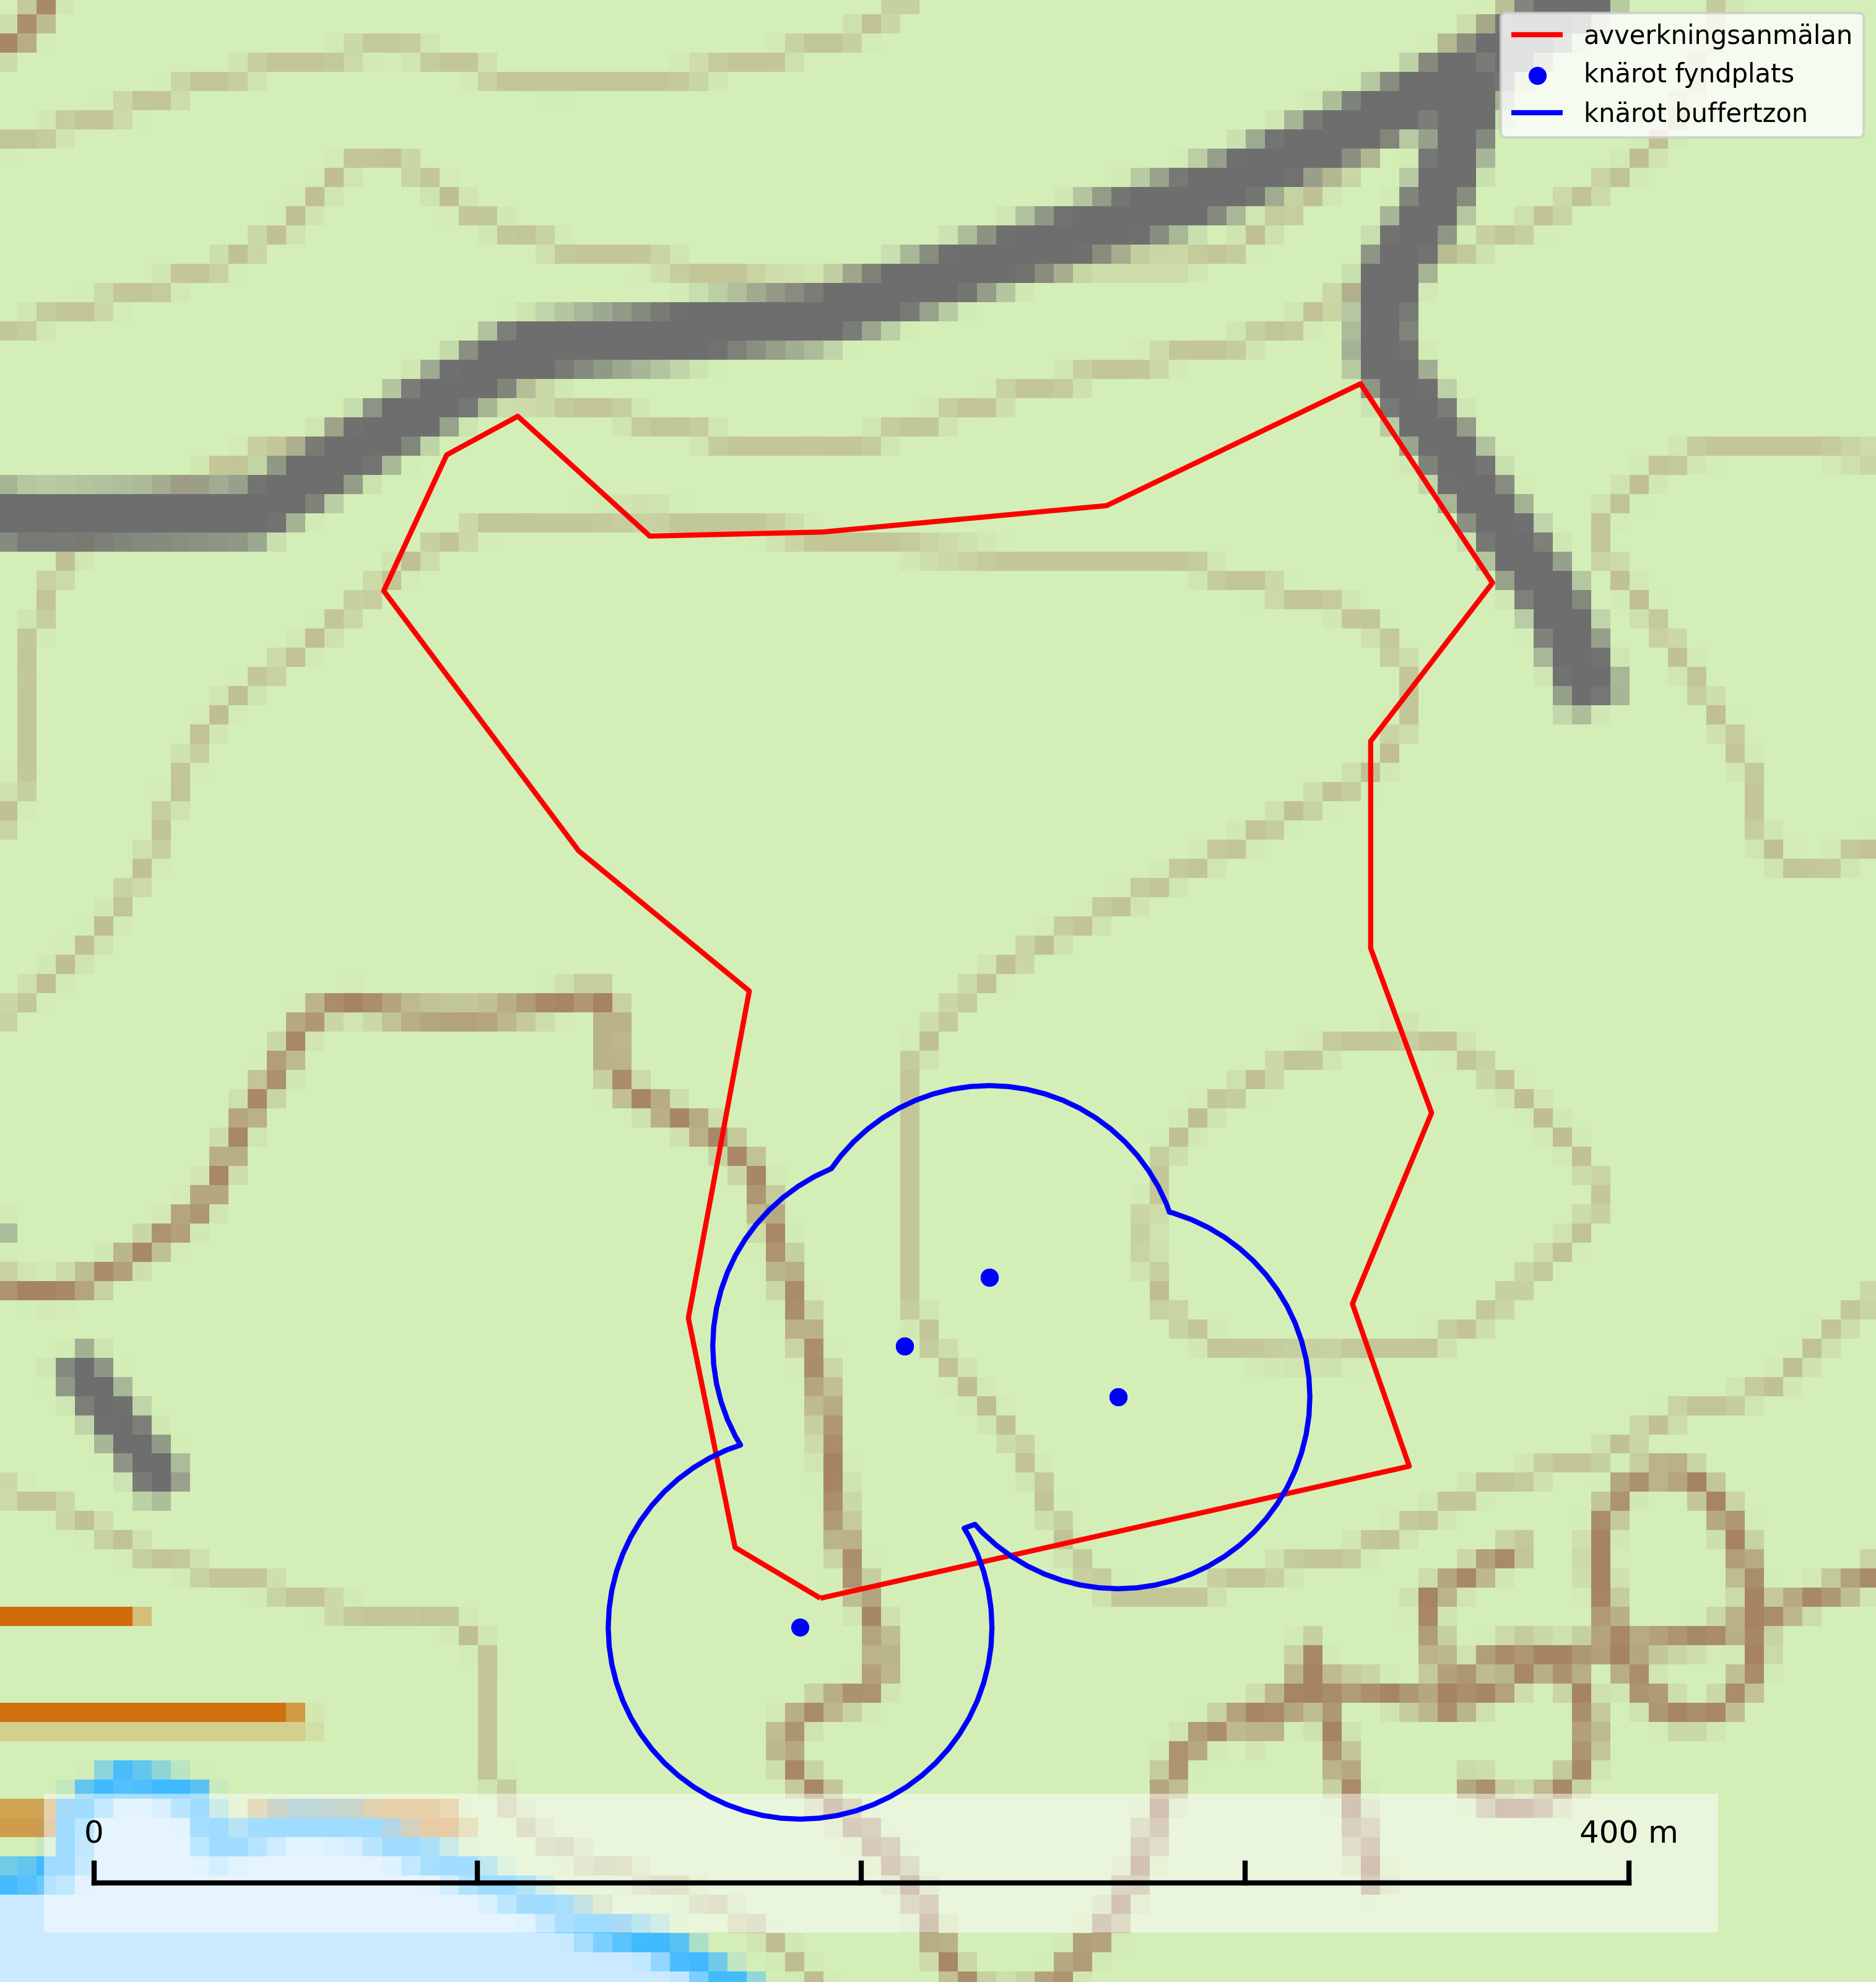 avverkningsanmälan
knärot fyndplats
knärot buffertzon
0
400 m